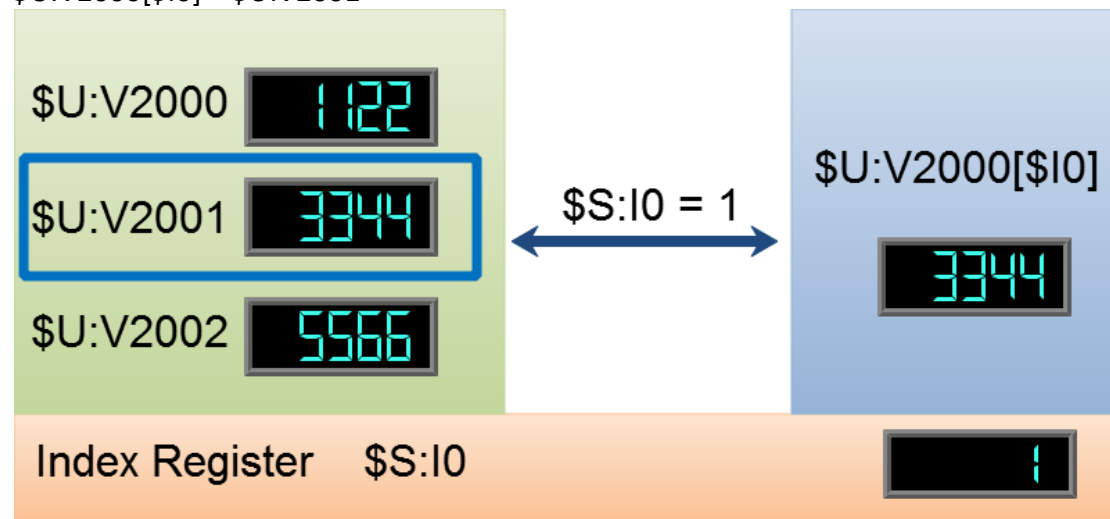 $U:V2000 1122
$U:V2001 3344
$U:V2002 5566
$S:I0 = 1
$U:V2000[$I0]
3344
Index Register $S:I0 1